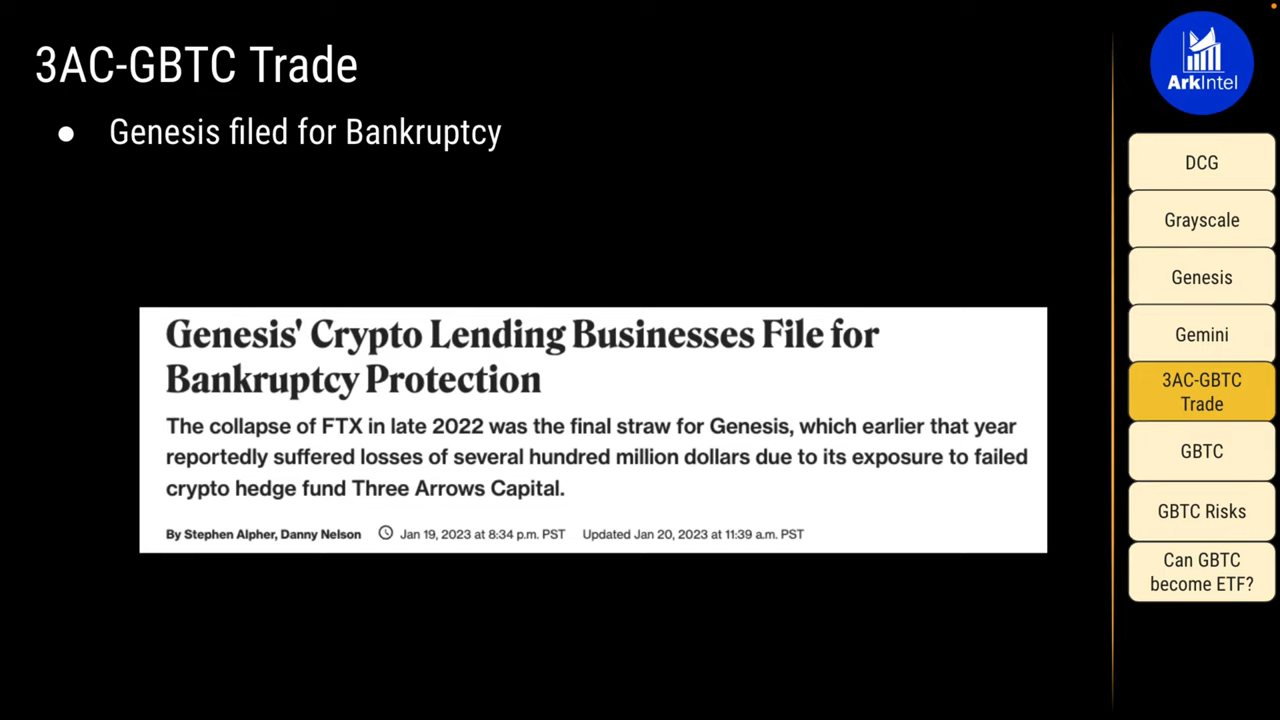 3AC-GBTC Trade
● Genesis filed for Bankruptcy
Genesis' Crypto Lending Businesses File for
Bankruptcy Protection
The collapse of FTX in late 2022 was the final straw for Genesis, which earlier that year
reportedly suffered losses of several hundred million dollars due to its exposure to failed
crypto hedge fund Three Arrows Capital.
By Stephen Alpher, Danny Nelson Jan 19, 2023 at 8:34 p.m. PST Updated Jan 20, 2023 at 11:39 a.m. PST
ArkIntel
DCG
Grayscale
Genesis
Gemini
3AC-GBTC
Trade
GBTC
GBTC Risks
Can GBTC
become ETF?